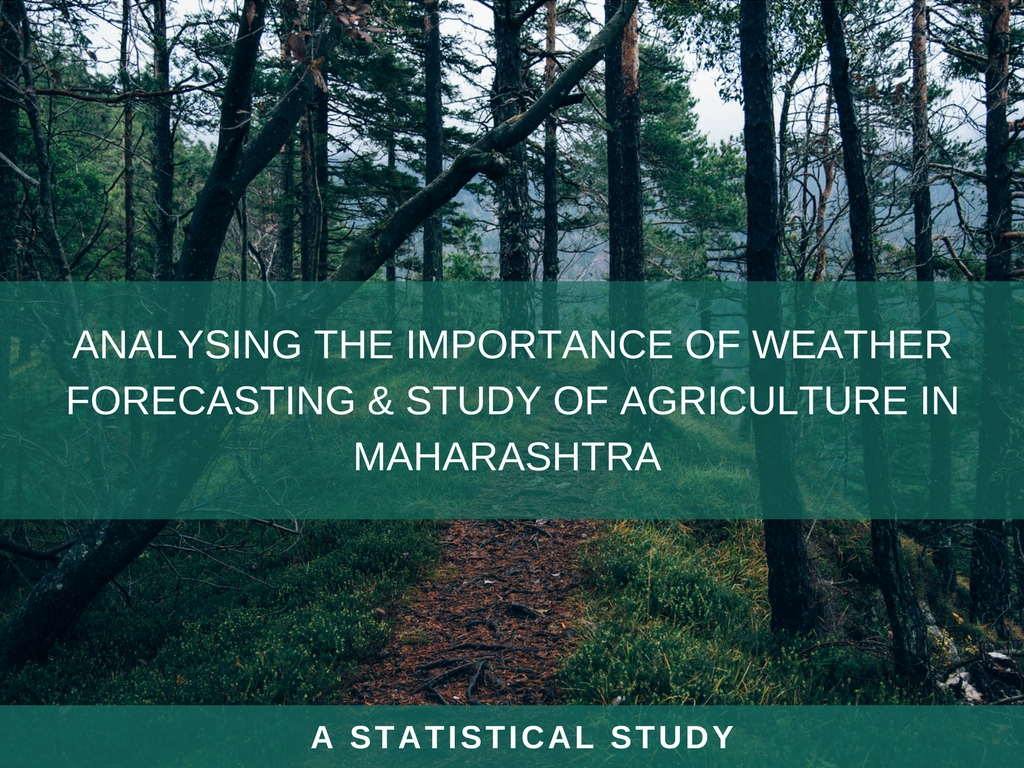 ANALYSING THE IMPORTANCE OF WEATHER
FORECASTING & STUDY OF AGRICULTURE IN
MAHARASHTRA
A STATISTICAL STUDY